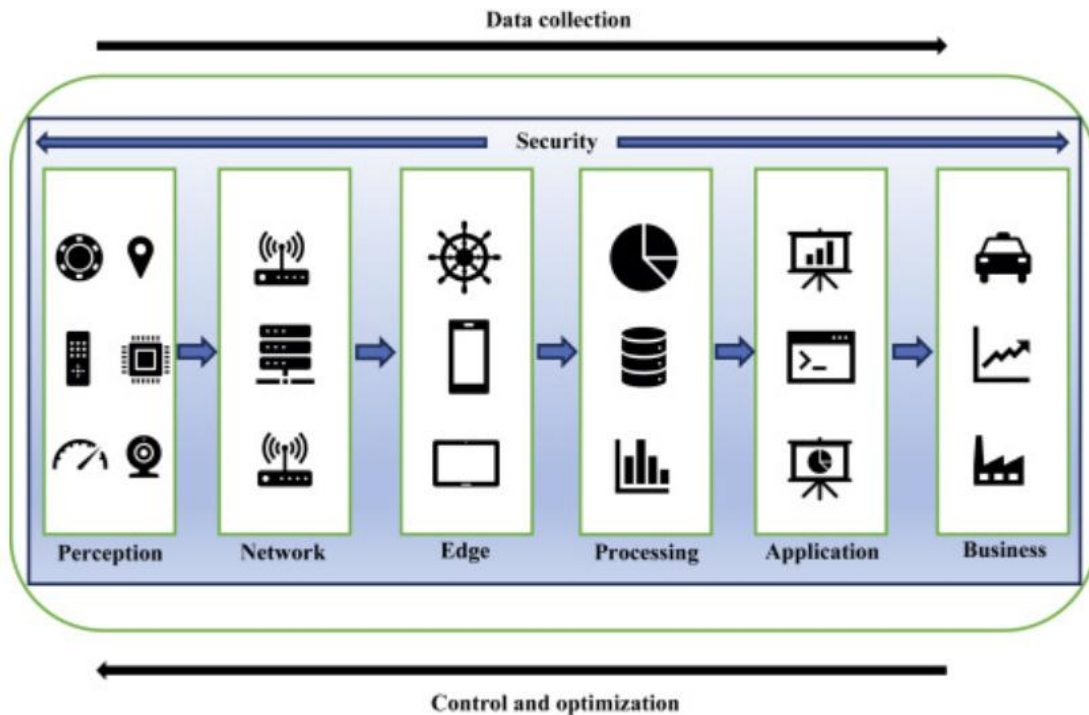 Data collection
Security
Perception
Network
Edge
Processing
Application
Business
Control and optimization